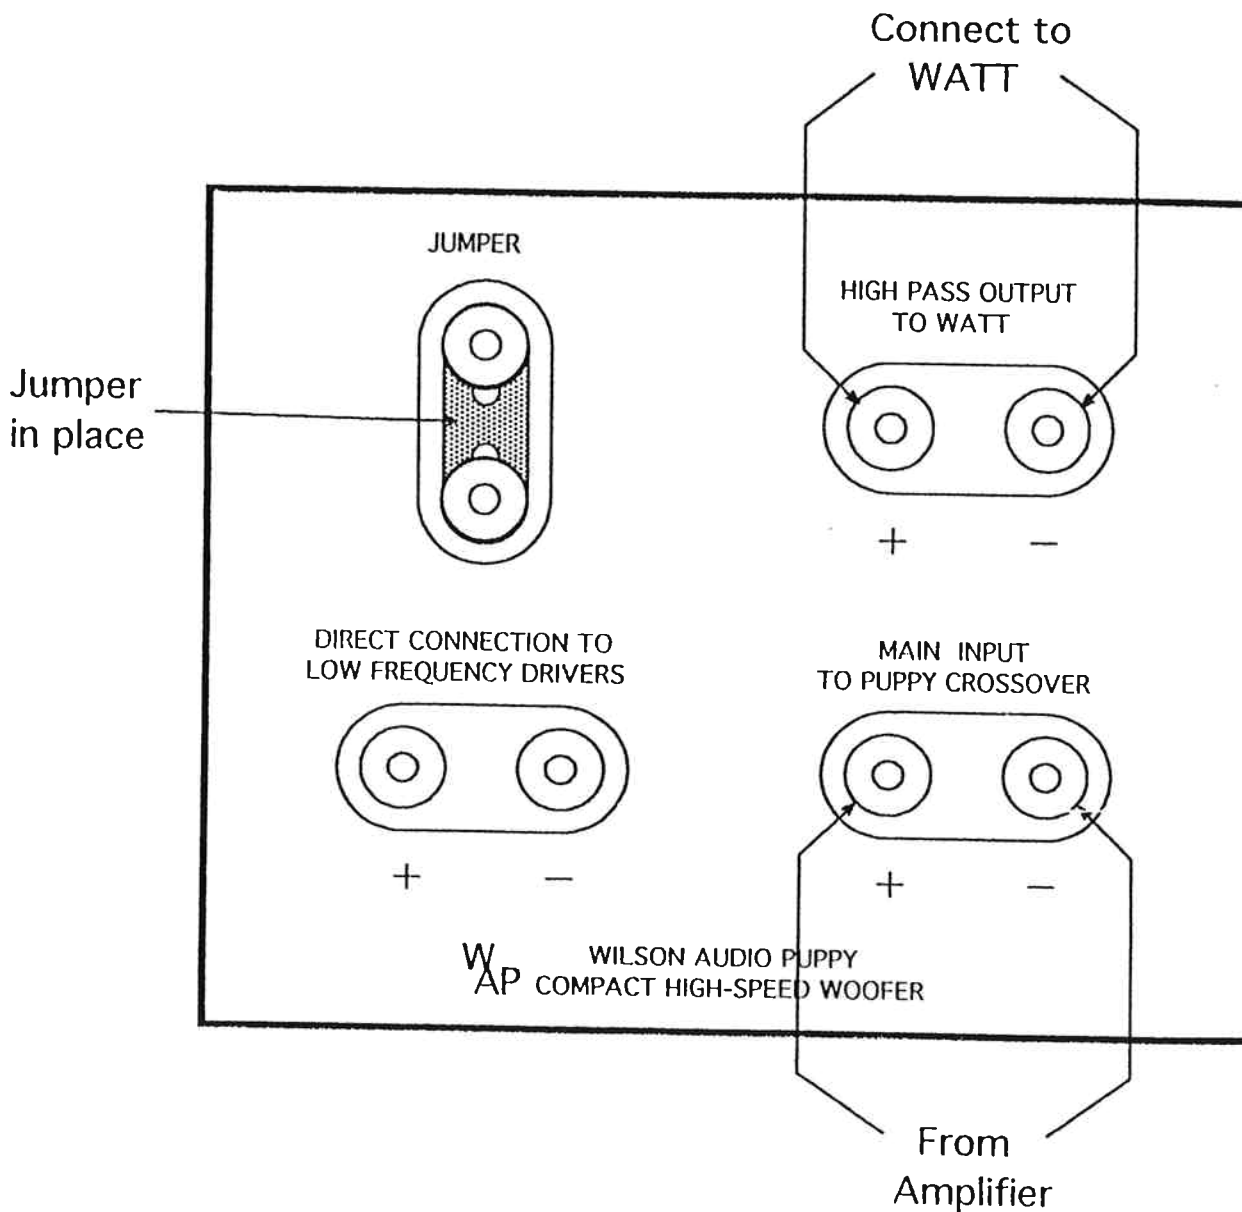 Connect to
WATT
JUMPER
HIGH PASS OUTPUT
TO WATT
Jumper
in place
+ −
DIRECT CONNECTION TO
LOW FREQUENCY DRIVERS
MAIN INPUT
TO PUPPY CROSSOVER
+ −
+ −
WAP
WILSON AUDIO PUPPY
COMPACT HIGH-SPEED WOOFER
From
Amplifier